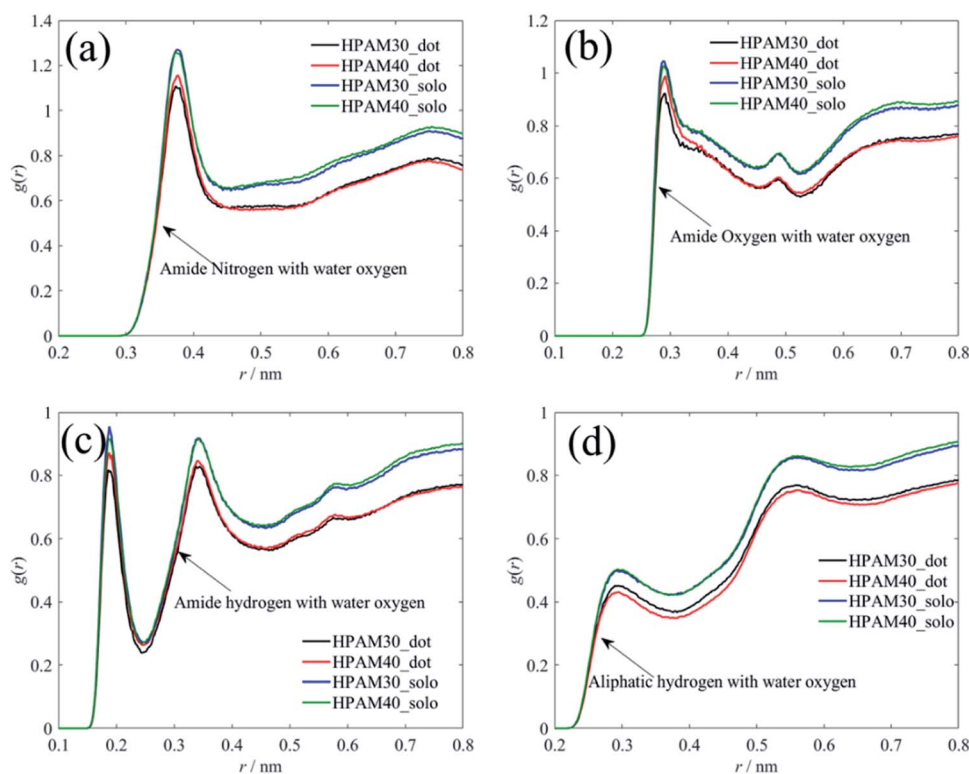 (a)
HPAM30_dot
HPAM40_dot
HPAM30_solo
HPAM40_solo
Amide Nitrogen with water oxygen
g(r)
1.4
1.2
1
0.8
0.6
0.4
0.2
0
0.2 0.3 0.4 0.5 0.6 0.7 0.8
r / nm
(b)
HPAM30_dot
HPAM40_dot
HPAM30_solo
HPAM40_solo
Amide Oxygen with water oxygen
g(r)
1.2
1
0.8
0.6
0.4
0.2
0
0.1 0.2 0.3 0.4 0.5 0.6 0.7 0.8
r / nm
(c)
Amide hydrogen with water oxygen
HPAM30_dot
HPAM40_dot
HPAM30_solo
HPAM40_solo
g(r)
1
0.8
0.6
0.4
0.2
0
0.1 0.2 0.3 0.4 0.5 0.6 0.7 0.8
r / nm
(d)
HPAM30_dot
HPAM40_dot
HPAM30_solo
HPAM40_solo
Aliphatic hydrogen with water oxygen
g(r)
1
0.8
0.6
0.4
0.2
0
0.2 0.3 0.4 0.5 0.6 0.7 0.8
r / nm